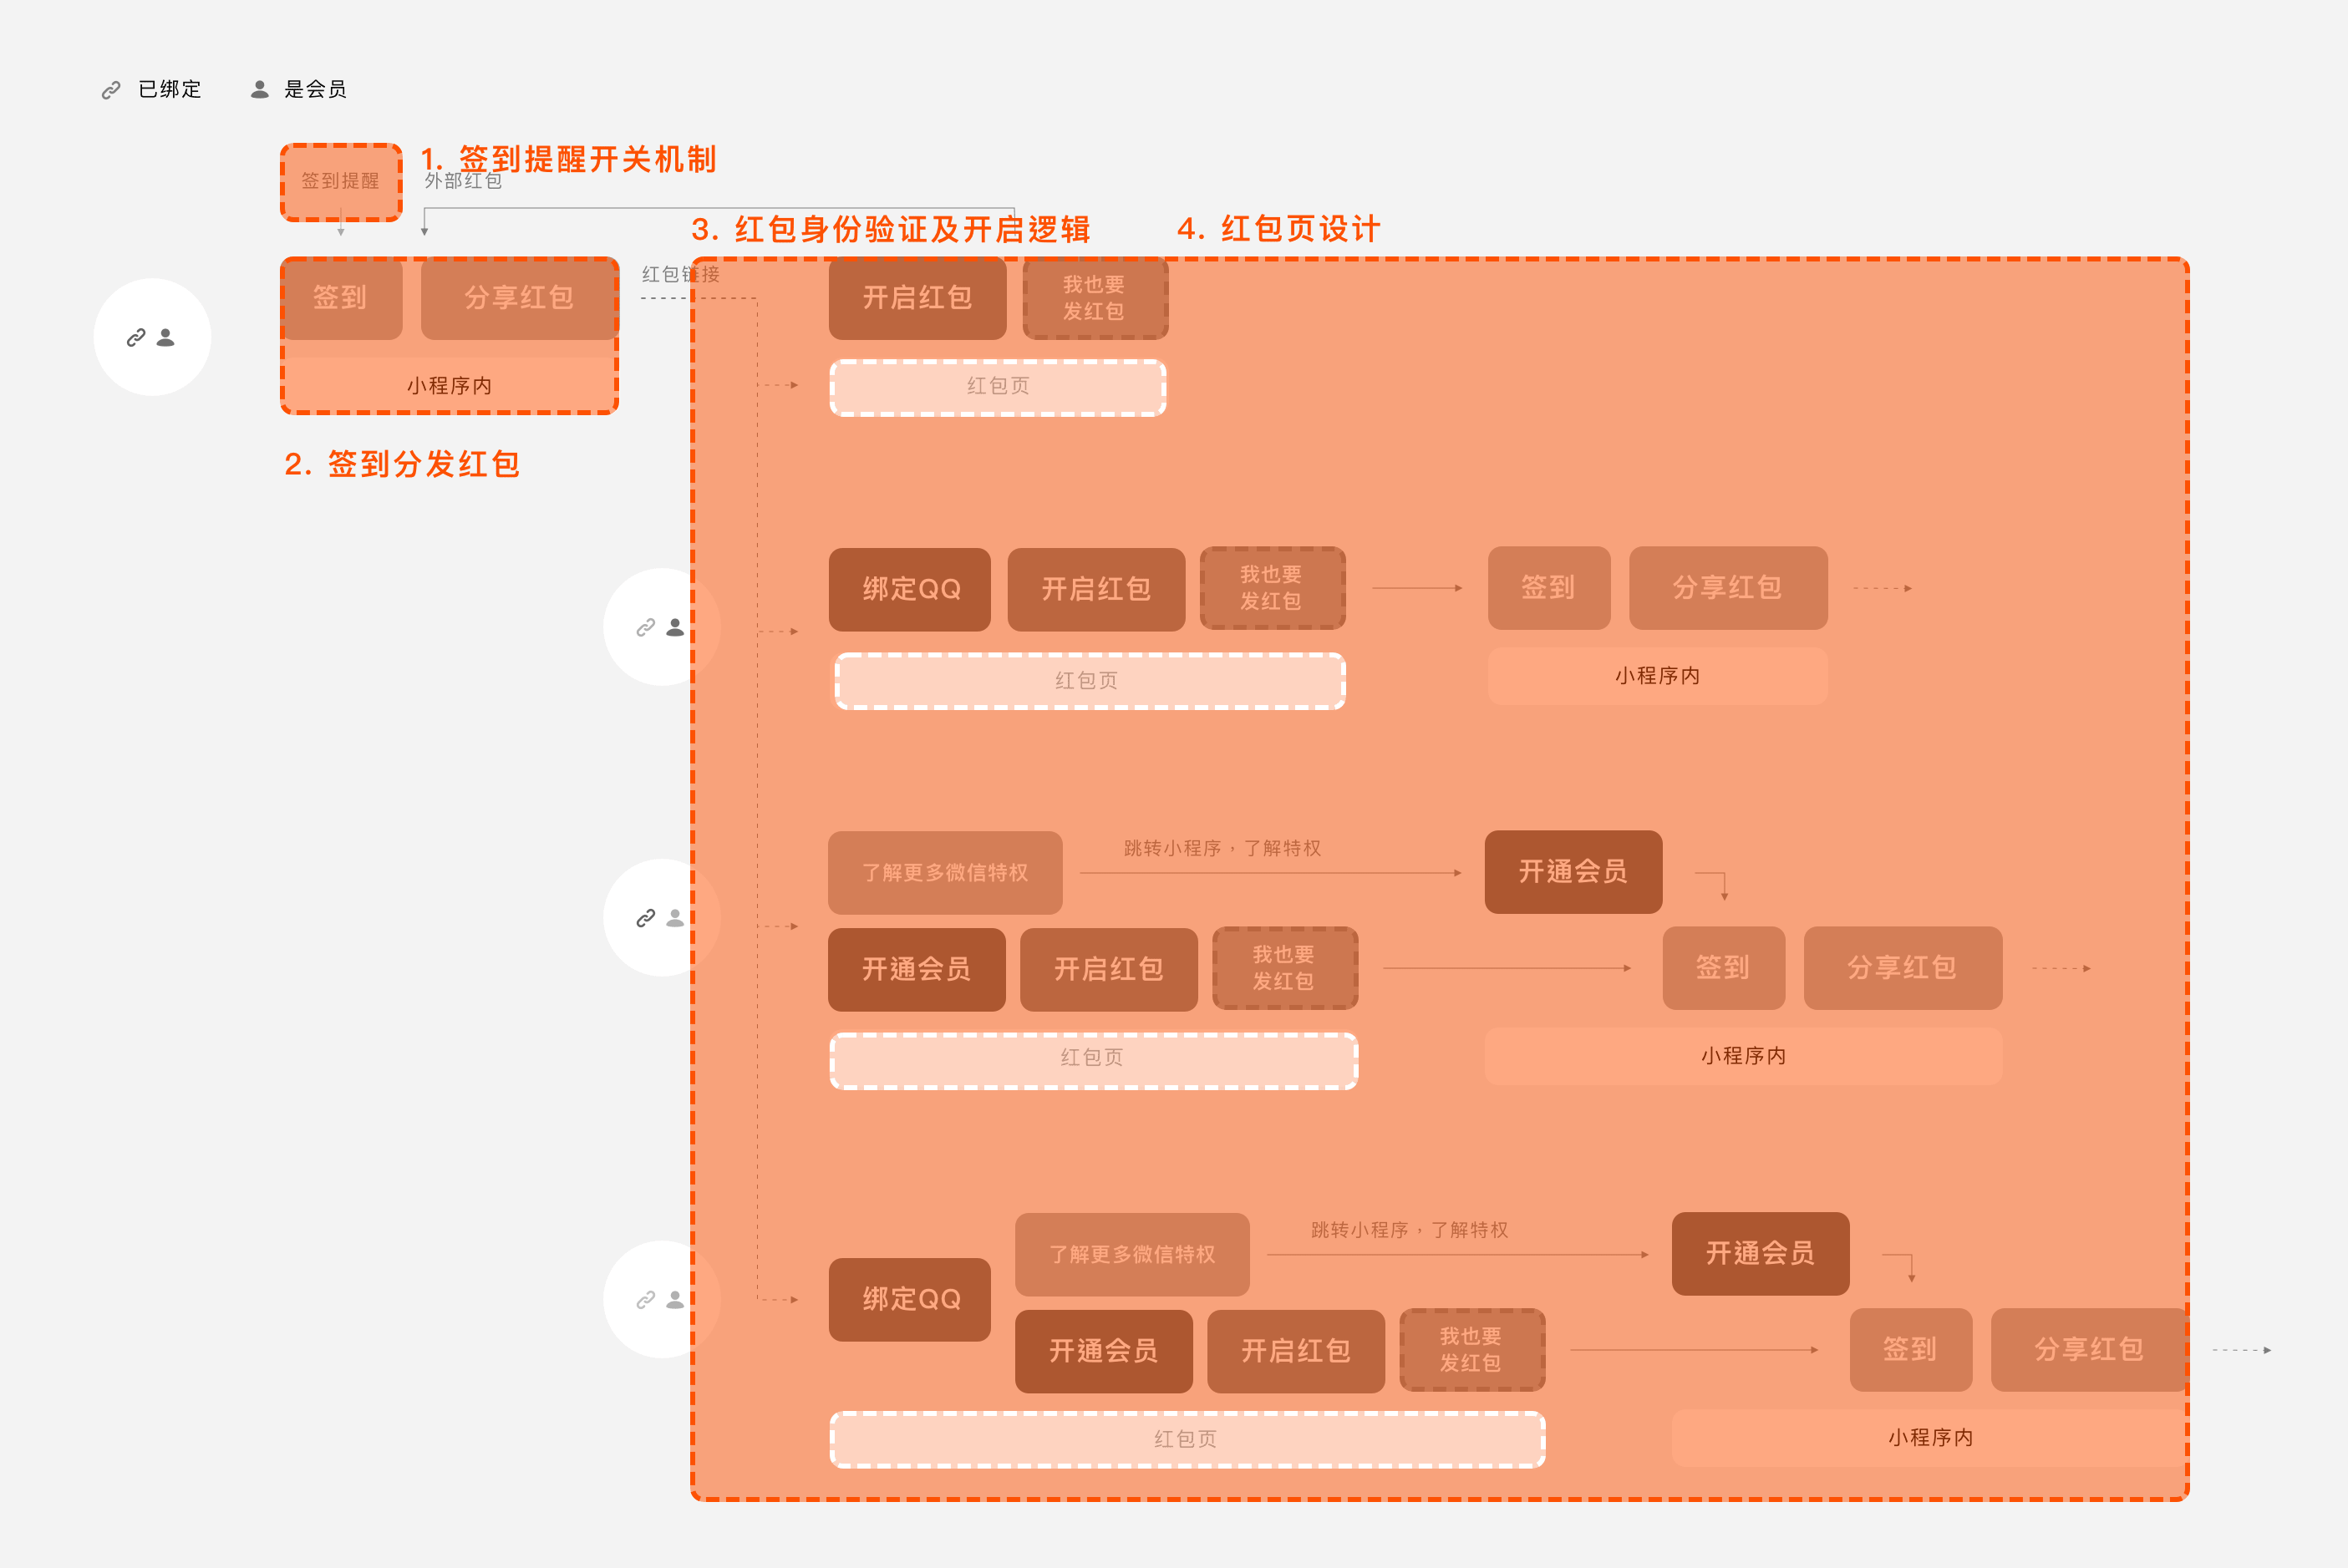 已绑定
是会员
1. 签到提醒开关机制
签到提醒
外部红包
3. 红包身份验证及开启逻辑
4. 红包页设计
红包链接
签到
分享红包
小程序内
2. 签到分发红包
开启红包
我也要
发红包
红包页
绑定QQ
开启红包
我也要
发红包
签到
分享红包
红包页
小程序内
了解更多微信特权
跳转小程序，了解特权
开通会员
开通会员
开启红包
我也要
发红包
签到
分享红包
红包页
小程序内
绑定QQ
了解更多微信特权
跳转小程序，了解特权
开通会员
开通会员
开启红包
我也要
发红包
签到
分享红包
红包页
小程序内